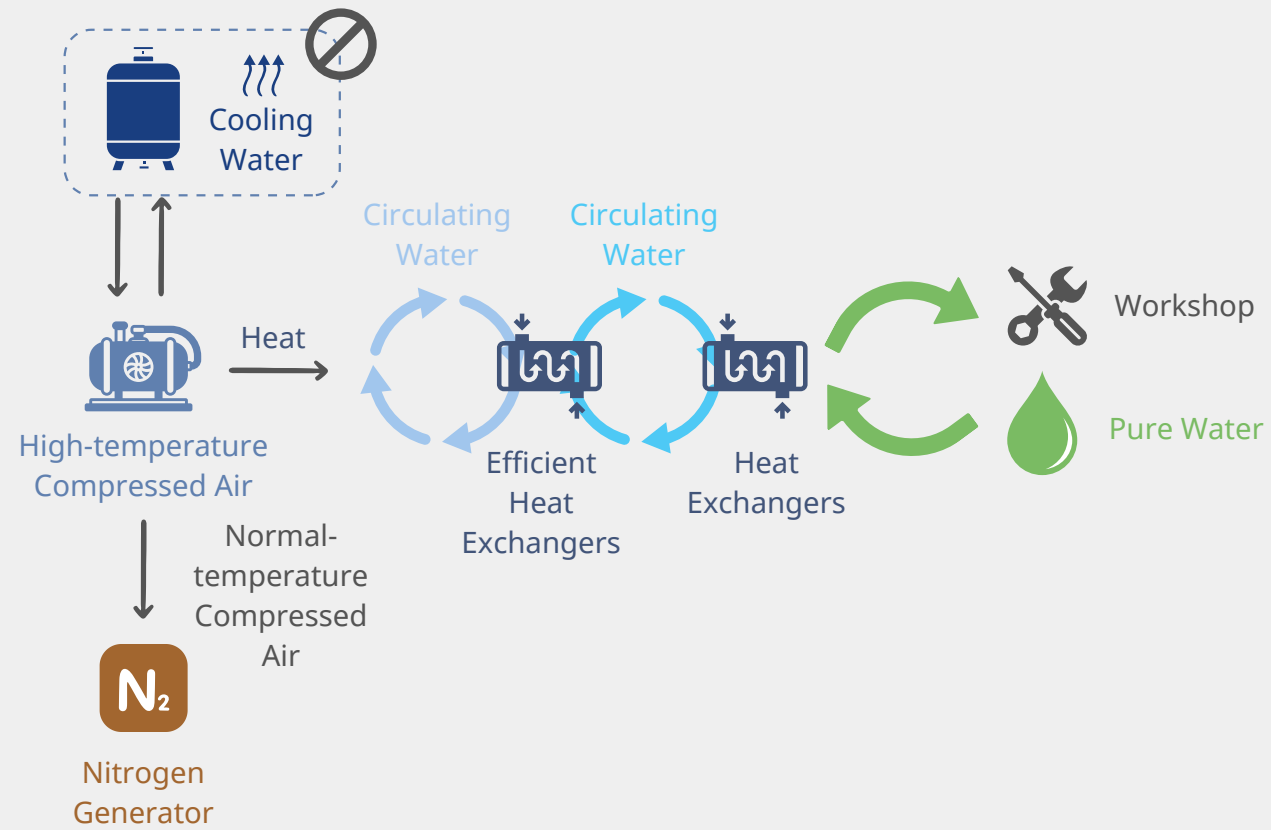 Cooling
Water
Circulating
Water
Circulating
Water
Heat
Workshop
High-temperature
Compressed Air
Efficient
Heat
Exchangers
Heat
Exchangers
Pure Water
Normal-
temperature
Compressed
Air
N2
Nitrogen
Generator